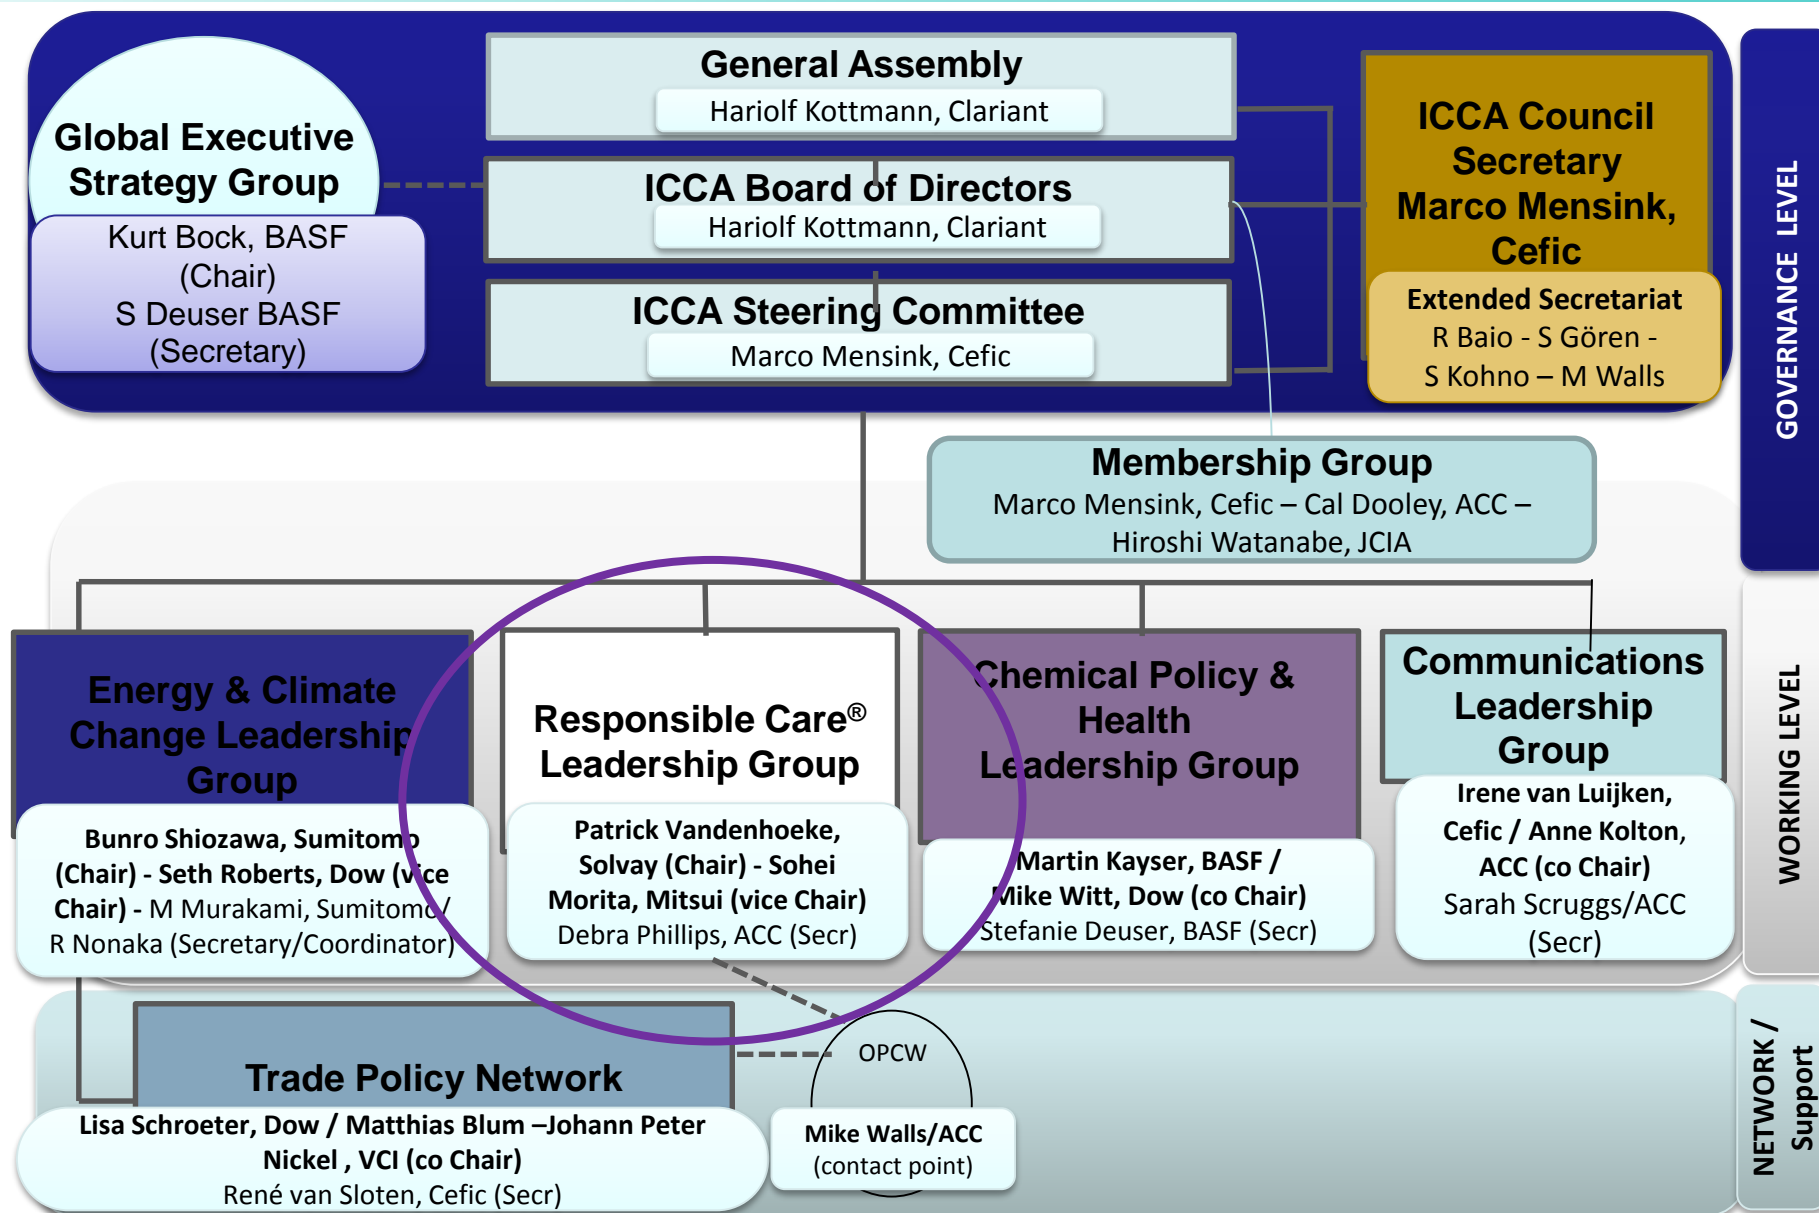 General Assembly
Hariolf Kottmann, Clariant
Global Executive
Strategy Group
Kurt Bock, BASF
(Chair)
S Deuser BASF
(Secretary)
ICCA Board of Directors
Hariolf Kottmann, Clariant
ICCA Steering Committee
Marco Mensink, Cefic
ICCA Council
Secretary
Marco Mensink,
Cefic
Extended Secretariat
R Baio - S Gören -
S Kohno – M Walls
GOVERNANCE LEVEL
Membership Group
Marco Mensink, Cefic – Cal Dooley, ACC –
Hiroshi Watanabe, JCIA
Energy & Climate
Change Leadership
Group
Bunro Shiozawa, Sumitomo
(Chair) - Seth Roberts, Dow (vice
Chair) - M Murakami, Sumitomo/
R Nonaka (Secretary/Coordinator)
Responsible Care®
Leadership Group
Patrick Vandenhoeke,
Solvay (Chair) - Sohei
Morita, Mitsui (vice Chair)
Debra Phillips, ACC (Secr)
Chemical Policy &
Health
Leadership Group
Martin Kayser, BASF /
Mike Witt, Dow (co Chair)
Stefanie Deuser, BASF (Secr)
Communications
Leadership
Group
Irene van Luijken,
Cefic / Anne Kolton,
ACC (co Chair)
Sarah Scruggs/ACC
(Secr)
WORKING LEVEL
Trade Policy Network
Lisa Schroeter, Dow / Matthias Blum –Johann Peter
Nickel , VCI (co Chair)
René van Sloten, Cefic (Secr)
OPCW
Mike Walls/ACC
(contact point)
NETWORK /
Support